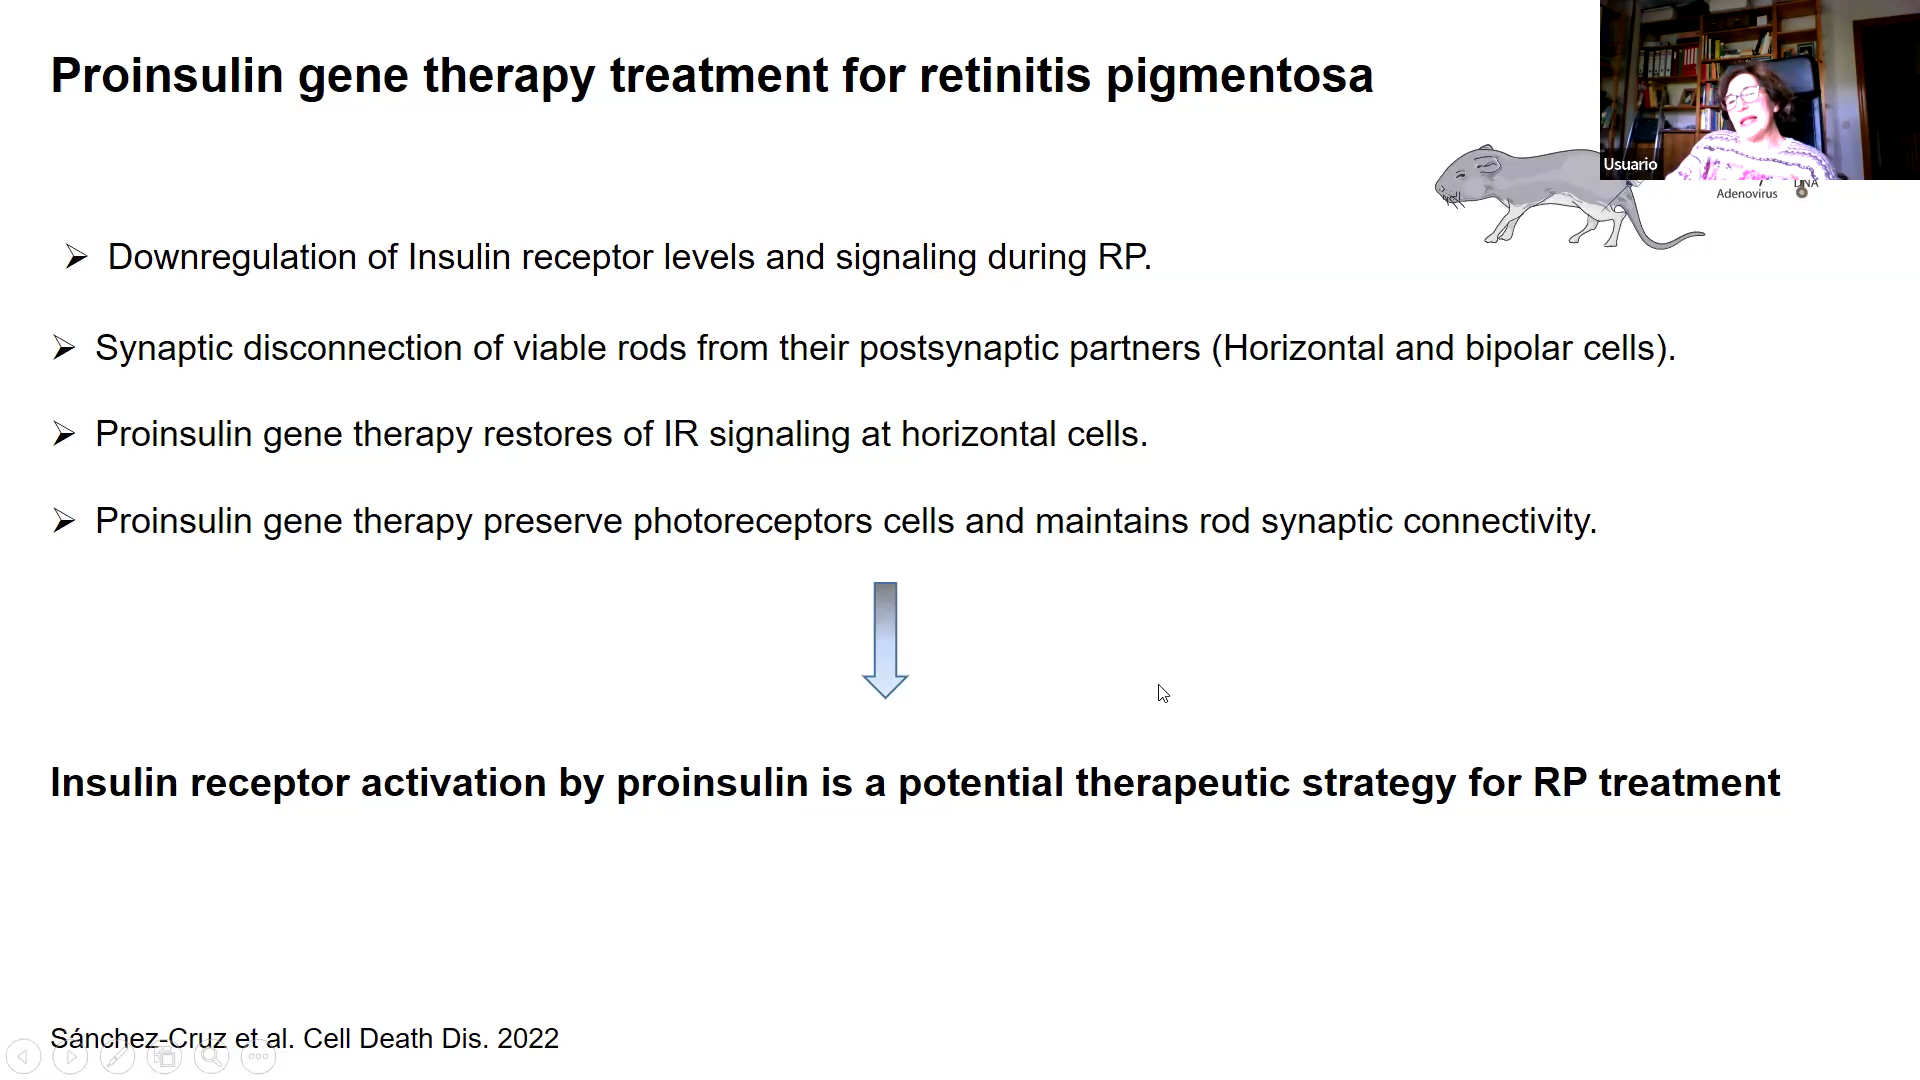 Proinsulin gene therapy treatment for retinitis pigmentosa
Usuario
Adenovirus
➢ Downregulation of Insulin receptor levels and signaling during RP.
➢ Synaptic disconnection of viable rods from their postsynaptic partners (Horizontal and bipolar cells).
➢ Proinsulin gene therapy restores of IR signaling at horizontal cells.
➢ Proinsulin gene therapy preserve photoreceptors cells and maintains rod synaptic connectivity.
Insulin receptor activation by proinsulin is a potential therapeutic strategy for RP treatment
Sánchez-Cruz et al. Cell Death Dis. 2022